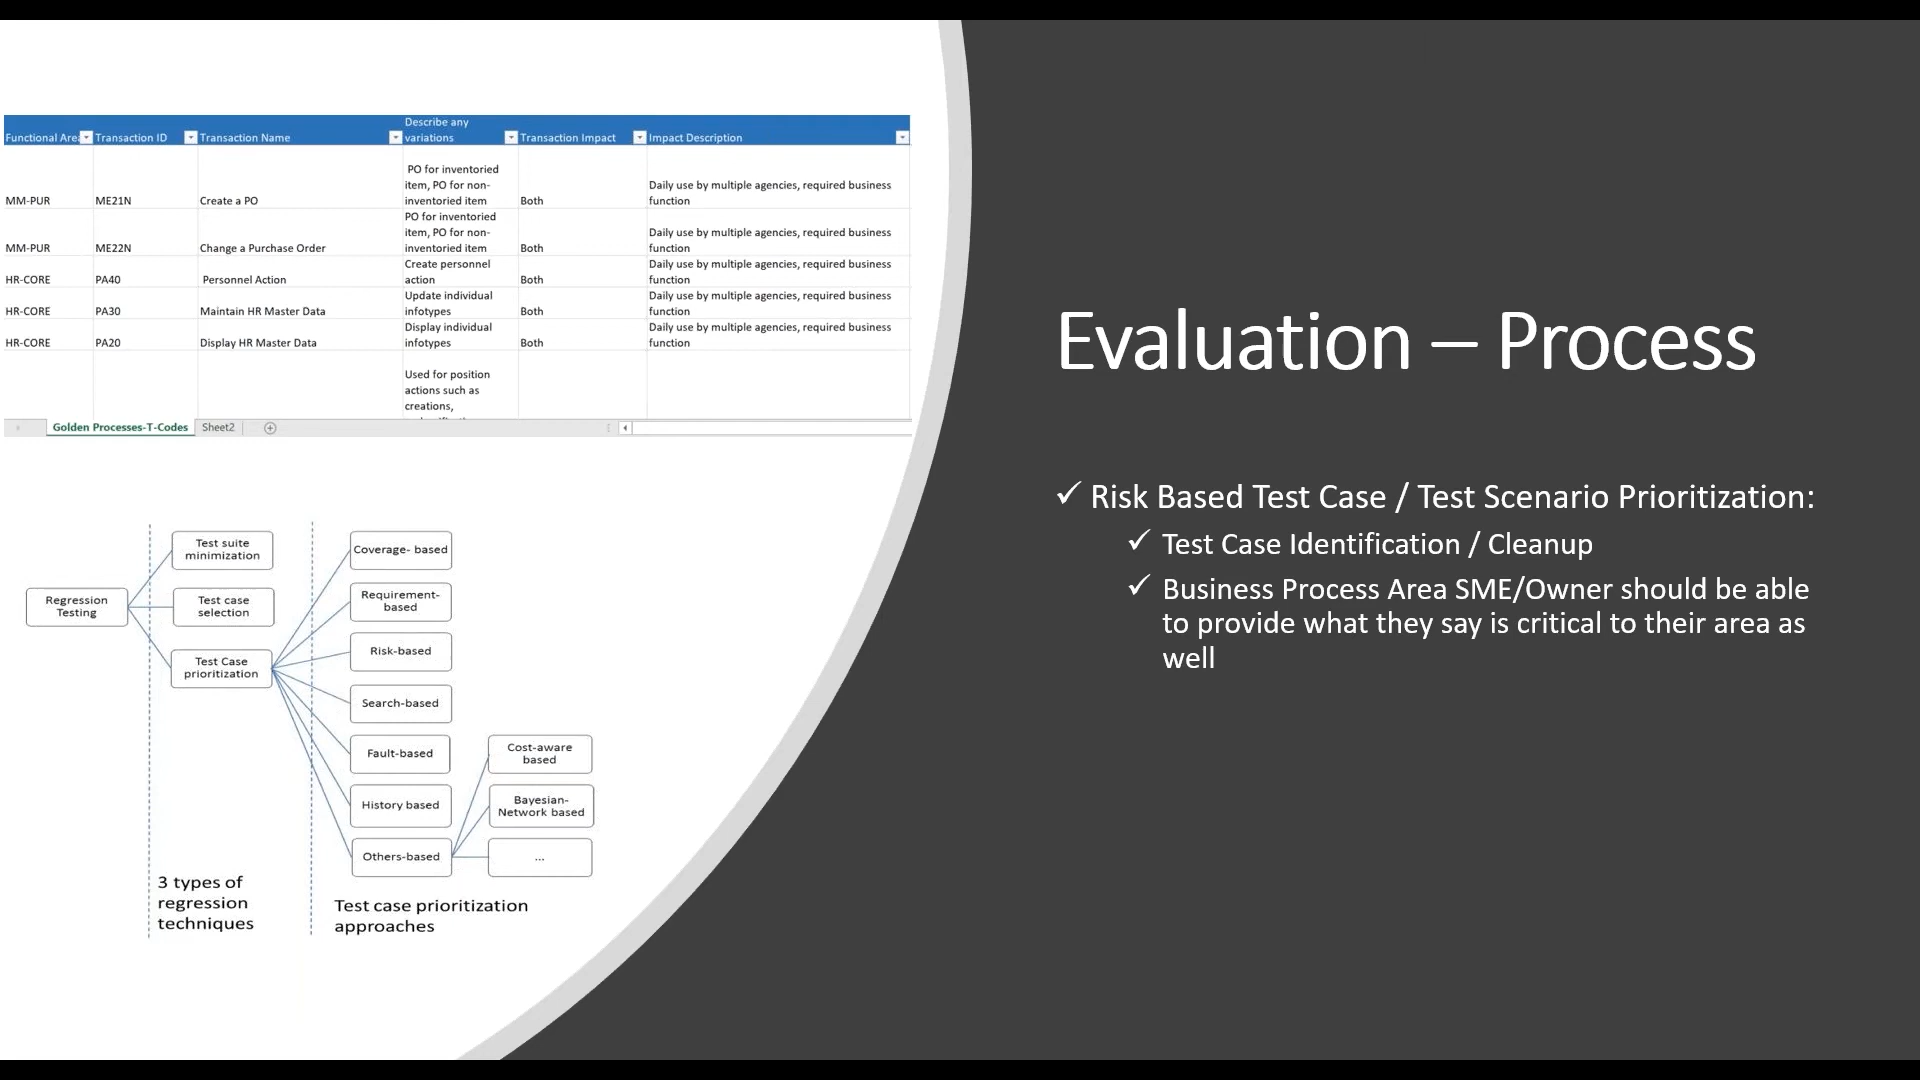 Describe any
Functional Area Transaction ID Transaction Name variations Transaction Impact Impact Description
PO for inventoried
item, PO for non- Daily use by multiple agencies, required business
MM-PUR ME21N Create a PO inventoried item Both function
PO for inventoried
item, PO for non- Daily use by multiple agencies, required business
MM-PUR ME22N Change a Purchase Order inventoried item Both function
Create personnel Daily use by multiple agencies, required business
HR-CORE PA40 Personnel Action action Both function
Update individual Daily use by multiple agencies, required business
HR-CORE PA30 Maintain HR Master Data infotypes Both function
Display individual Daily use by multiple agencies, required business
HR-CORE PA20 Display HR Master Data infotypes Both function
Used for position
actions such as
creations,
Golden Processes-T-Codes Sheet2
Regression
Testing
Test suite
minimization
Test case
selection
Test Case
prioritization
Coverage- based
Requirement-
based
Risk-based
Search-based
Fault-based
History based
Others-based
Cost-aware
based
Bayesian-
Network based
...
3 types of
regression
techniques
Test case prioritization
approaches
Evaluation – Process
✓ Risk Based Test Case / Test Scenario Prioritization:
✓ Test Case Identification / Cleanup
✓ Business Process Area SME/Owner should be able
to provide what they say is critical to their area as
well